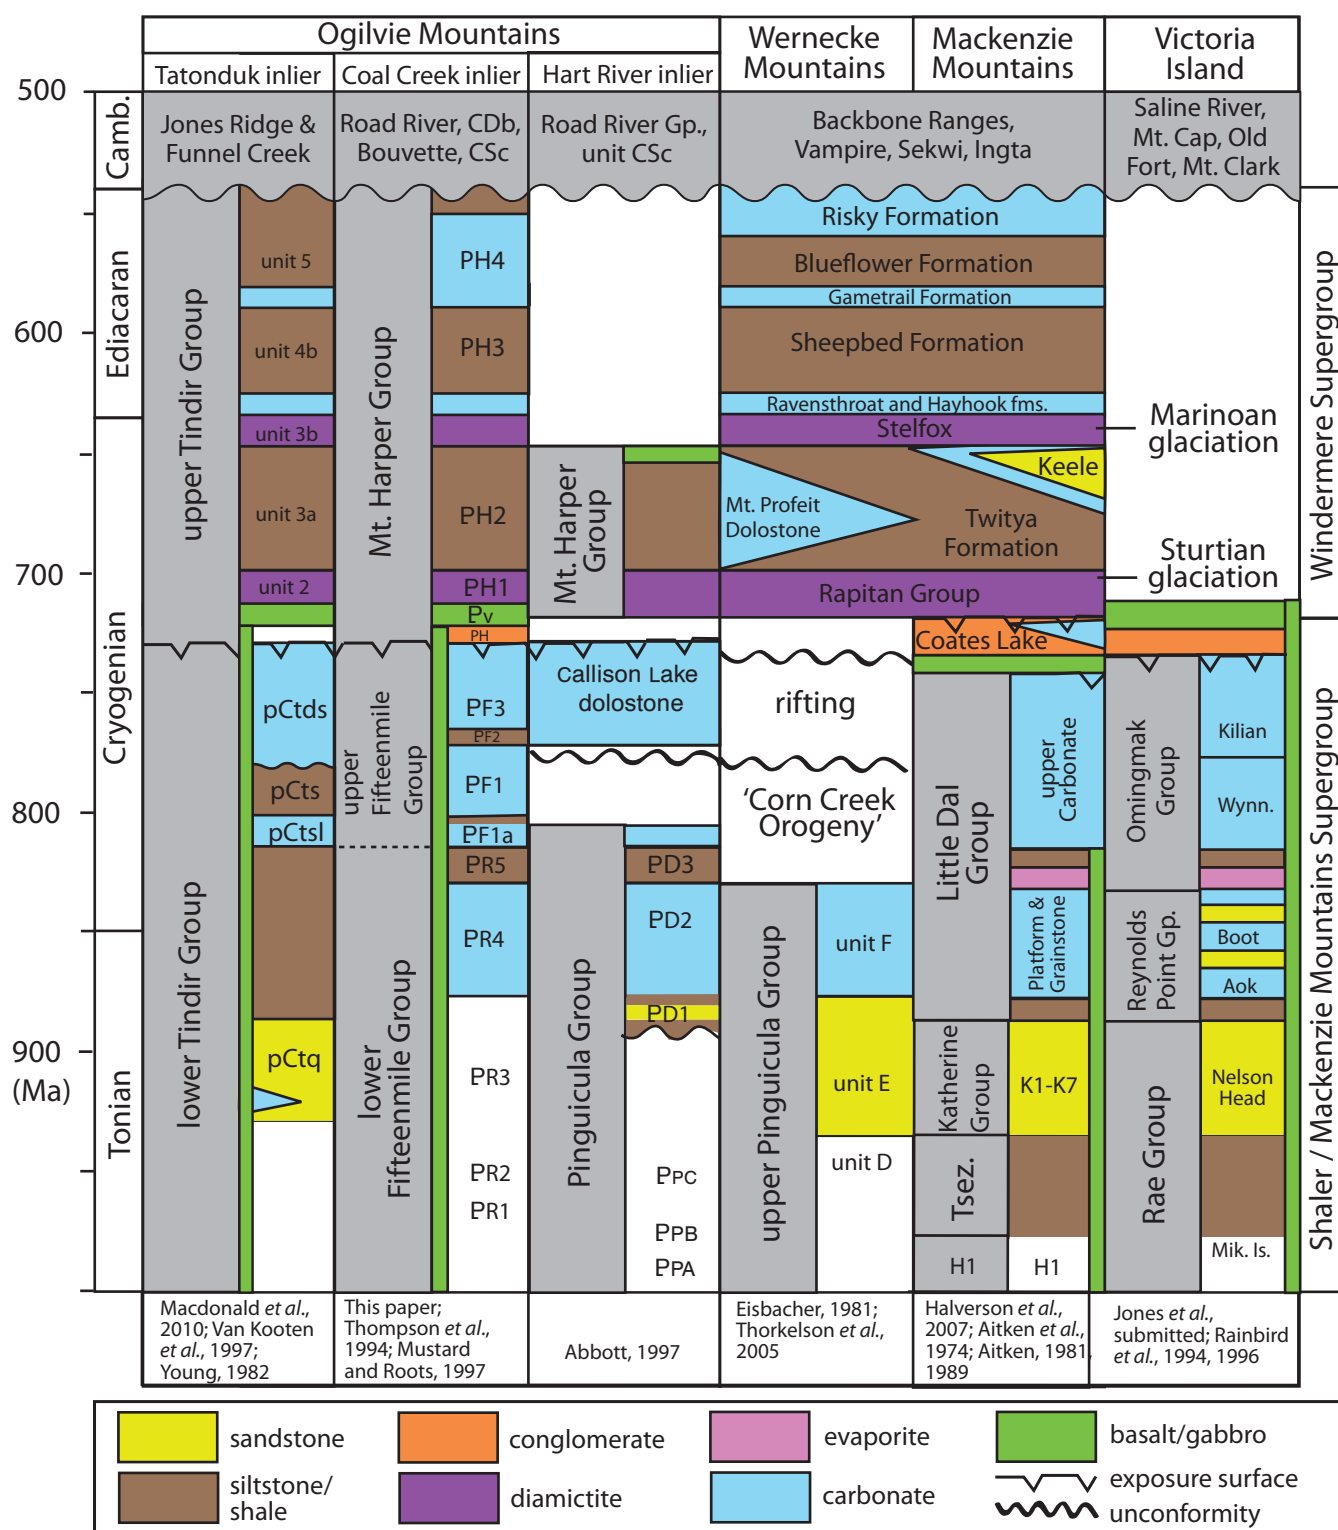 Ogilvie Mountains
Wernecke
Mountains
Mackenzie
Mountains
Victoria
Island
Tatonduk inlier
Coal Creek inlier
Hart River inlier
500
600
700
800
900
(Ma)
Camb.
Ediacaran
Cryogenian
Tonian
Jones Ridge &
Funnel Creek
upper Tindir Group
lower Tindir Group
unit 5
unit 4b
unit 3b
unit 3a
unit 2
pCtds
pCts
pCtsl
pCtq
Road River, CDb,
Bouvette, CSc
Mt. Harper Group
upper
Fifteenmile
Group
lower
Fifteenmile Group
PH4
PH3
PH2
PH1
Pv
PH
PF3
PF2
PF1
PF1a
PR5
PR4
PR3
PR2
PR1
Road River Gp.,
unit CSc
Mt. Harper
Group
Callison Lake
dolostone
Pinguicula Group
PD3
PD2
PD1
PPC
PPB
PPA
Backbone Ranges,
Vampire, Sekwi, Ingta
Risky Formation
Blueflower Formation
Gametrail Formation
Sheepbed Formation
Ravensthroat and Hayhook fms.
Stelfox
Keele
Mt. Profeit
Dolostone
Twitya
Formation
Rapitan Group
rifting
'Corn Creek
Orogeny'
upper Pinguicula Group
unit F
unit E
unit D
Coates Lake
Little Dal
Group
upper
Carbonate
Platform &
Grainstone
Katherine
Group
K1-K7
Tsez.
H1
H1
Saline River,
Mt. Cap, Old
Fort, Mt. Clark
Marinoan
glaciation
Sturtian
glaciation
Omingmak
Group
Kilian
Wynn.
Reynolds
Point Gp.
Boot
Aok
Rae Group
Nelson
Head
Mik. Is.
Windermere Supergroup
Shaler / Mackenzie Mountains Supergroup
Macdonald et al.,
2010; Van Kooten
et al., 1997;
Young, 1982
This paper;
Thompson et al.,
1994; Mustard
and Roots, 1997
Abbott, 1997
Eisbacher, 1981;
Thorkelson et al.,
2005
Halverson et al.,
2007; Aitken et al.,
1974; Aitken, 1981,
1989
Jones et al.,
submitted; Rainbird
et al., 1994, 1996
sandstone
conglomerate
evaporite
basalt/gabbro
siltstone/
shale
diamictite
carbonate
exposure surface
unconformity